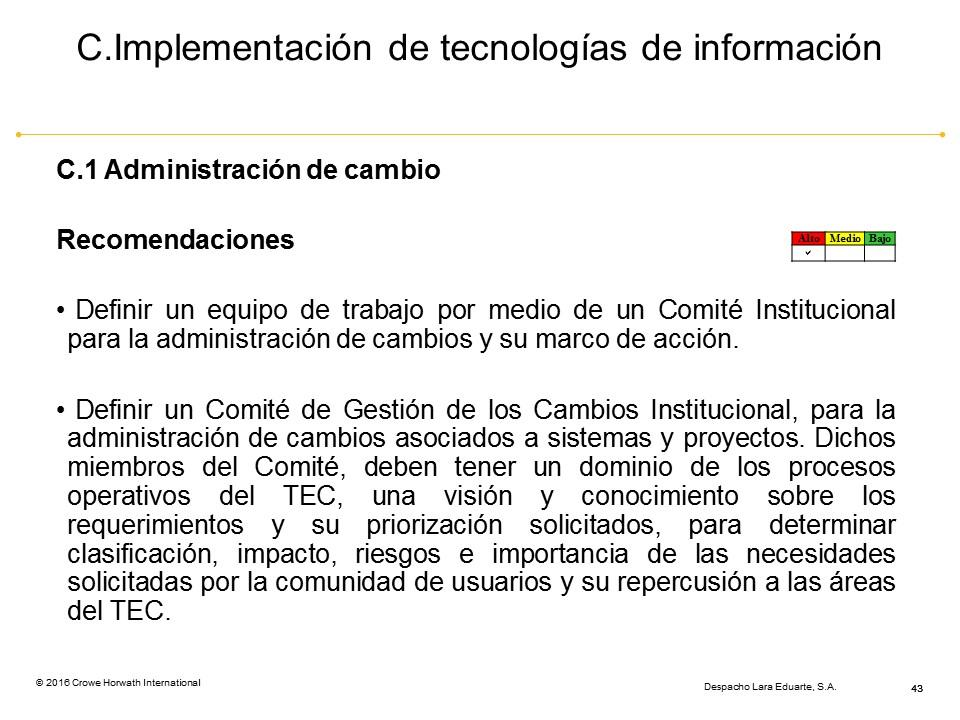 C.Implementación de tecnologías de información
C.1 Administración de cambio
Recomendaciones
Alto Medio Bajo
✓
• Definir un equipo de trabajo por medio de un Comité Institucional
para la administración de cambios y su marco de acción.
• Definir un Comité de Gestión de los Cambios Institucional, para la
administración de cambios asociados a sistemas y proyectos. Dichos
miembros del Comité, deben tener un dominio de los procesos
operativos del TEC, una visión y conocimiento sobre los
requerimientos y su priorización solicitados, para determinar
clasificación, impacto, riesgos e importancia de las necesidades
solicitadas por la comunidad de usuarios y su repercusión a las áreas
del TEC.
© 2016 Crowe Horwath International
Despacho Lara Eduarte, S.A.
43